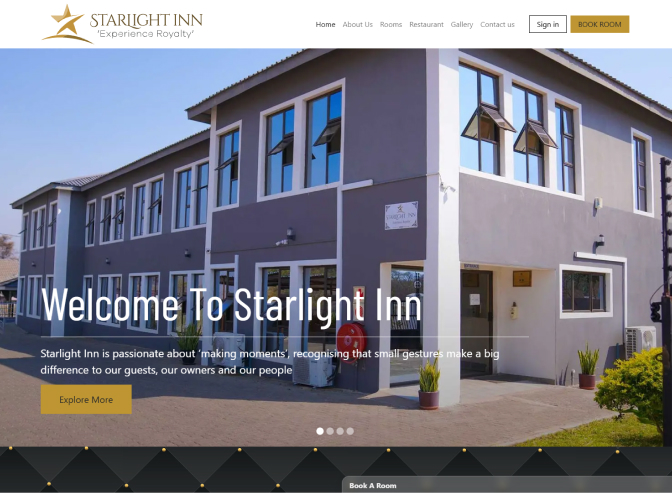 STARLIGHT INN
'Experience Royalty'
Home About Us Rooms Restaurant Gallery Contact us Sign in BOOK ROOM
STARLIGHT INN
Welcome To Starlight Inn
Starlight Inn is passionate about 'making moments', recognising that small gestures make a big
difference to our guests, our owners and our people
Explore More
Book A Room